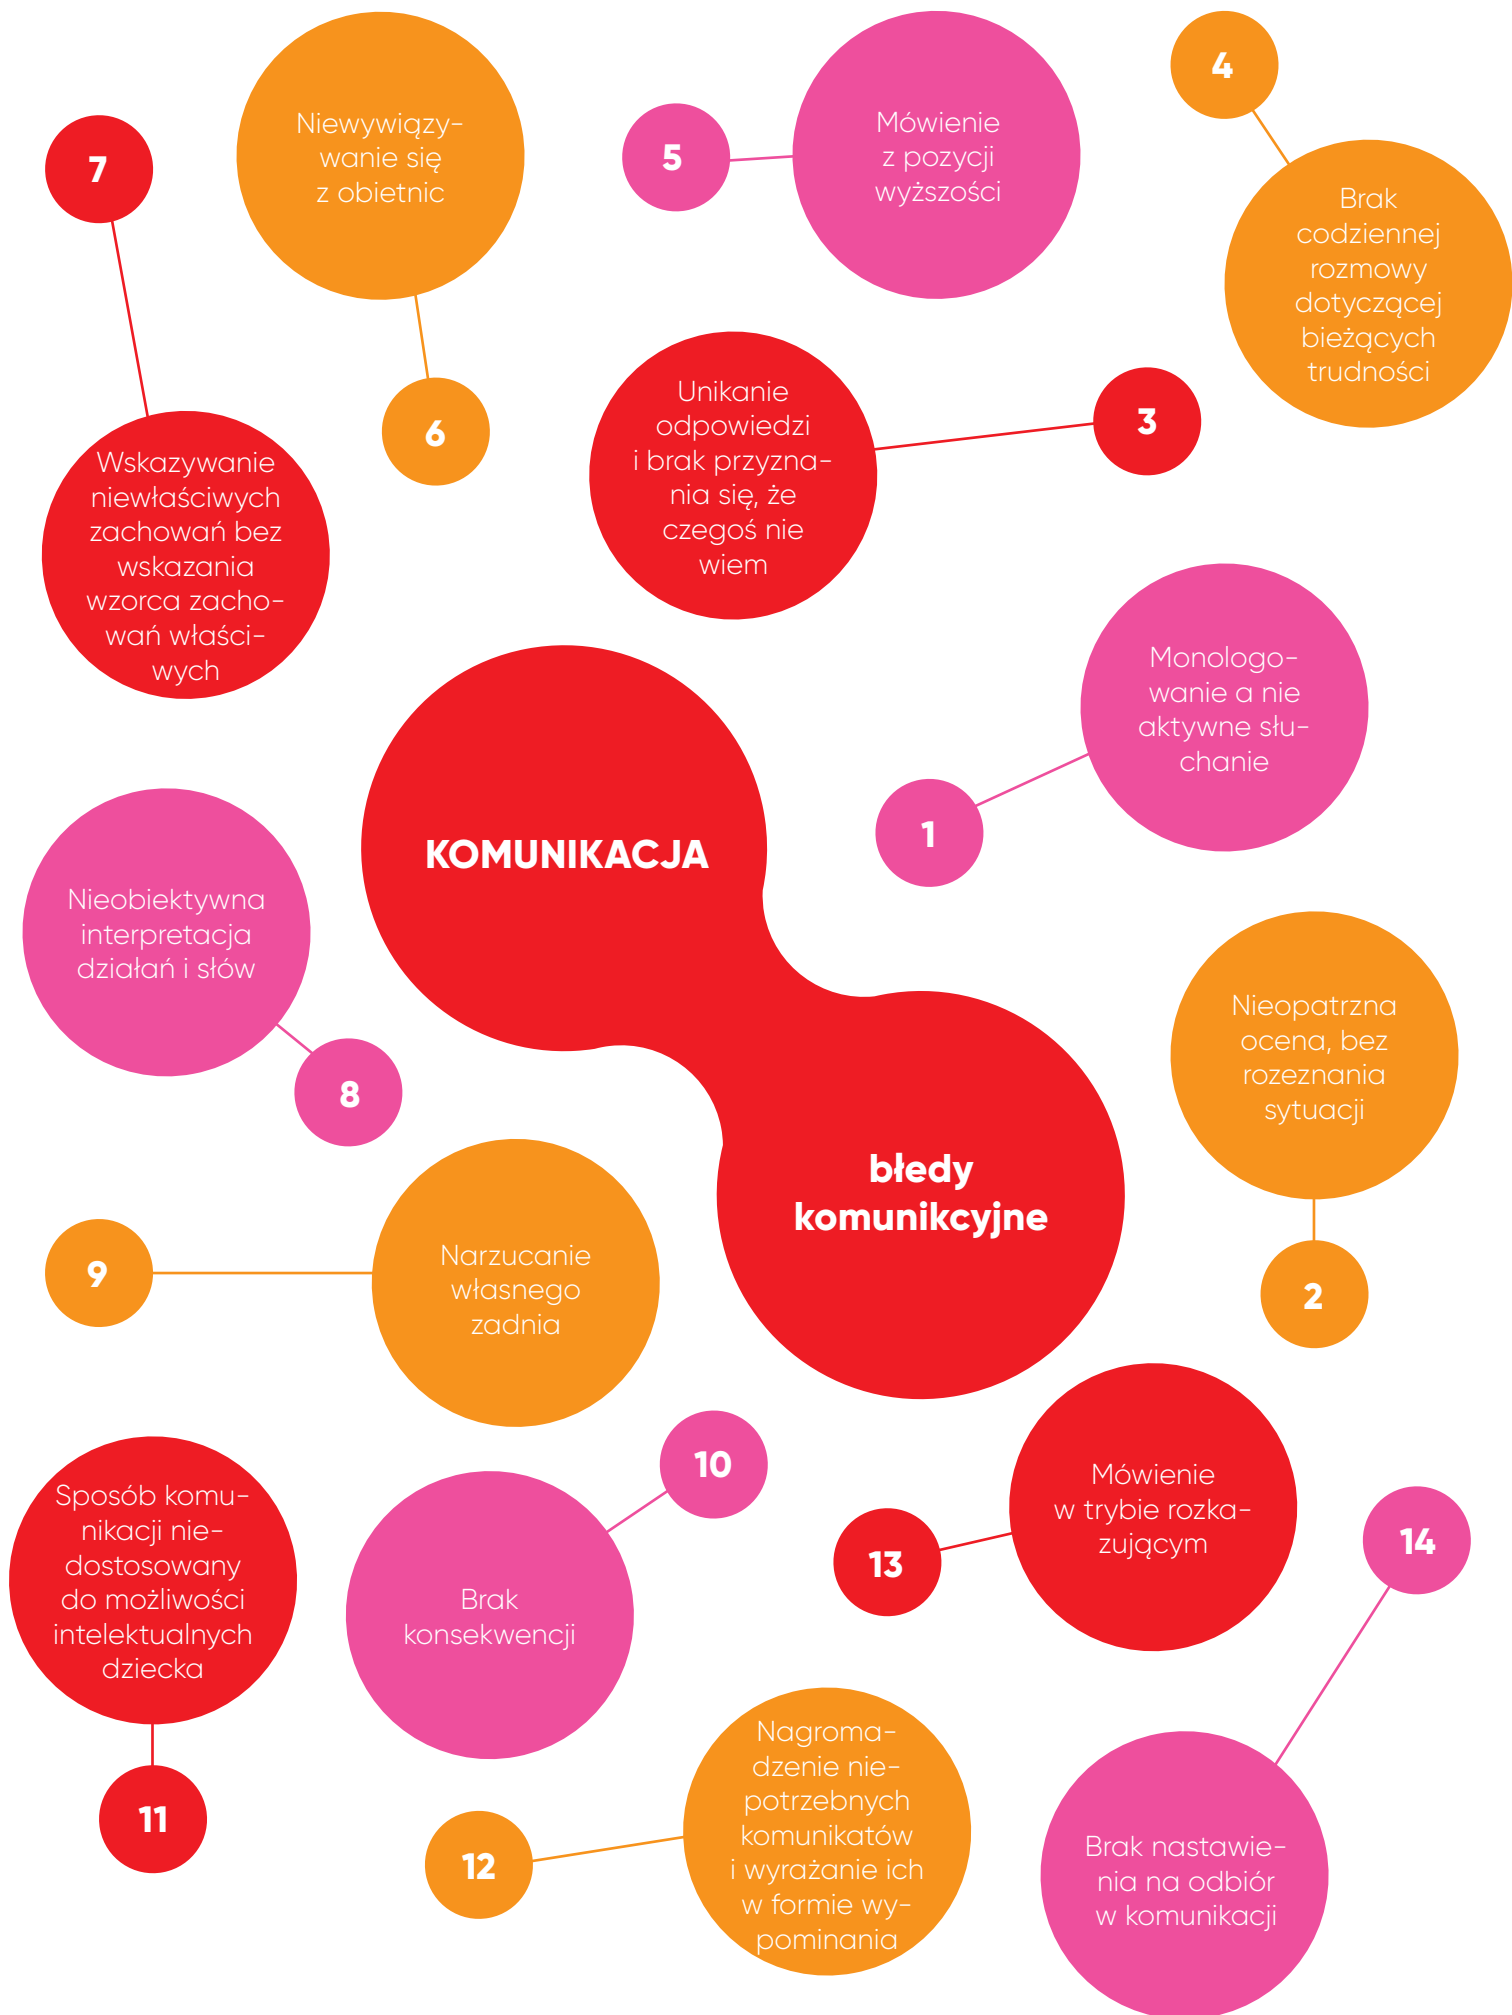 KOMUNIKACJA
błedy
komunikcyjne
1
Monologo-
wanie a nie
aktywne słu-
chanie
2
Nieopatrzna
ocena, bez
rozeznania
sytuacji
3
Unikanie
odpowiedzi
i brak przyzna-
nia się, że
czegoś nie
wiem
4
Brak
codziennej
rozmowy
dotyczącej
bieżących
trudności
5
Mówienie
z pozycji
wyższości
6
Niewywiązy-
wanie się
z obietnic
7
Wskazywanie
niewłaściwych
zachowań bez
wskazania
wzorca zacho-
wań właści-
wych
8
Nieobiektywna
interpretacja
działań i słów
9
Narzucanie
własnego
zadnia
10
Brak
konsekwencji
11
Sposób komu-
nikacji nie-
dostosowany
do możliwości
intelektualnych
dziecka
12
Nagroma-
dzenie nie-
potrzebnych
komunikatów
i wyrażanie ich
w formie wy-
pominania
13
Mówienie
w trybie rozka-
zującym
14
Brak nastawie-
nia na odbiór
w komunikacji